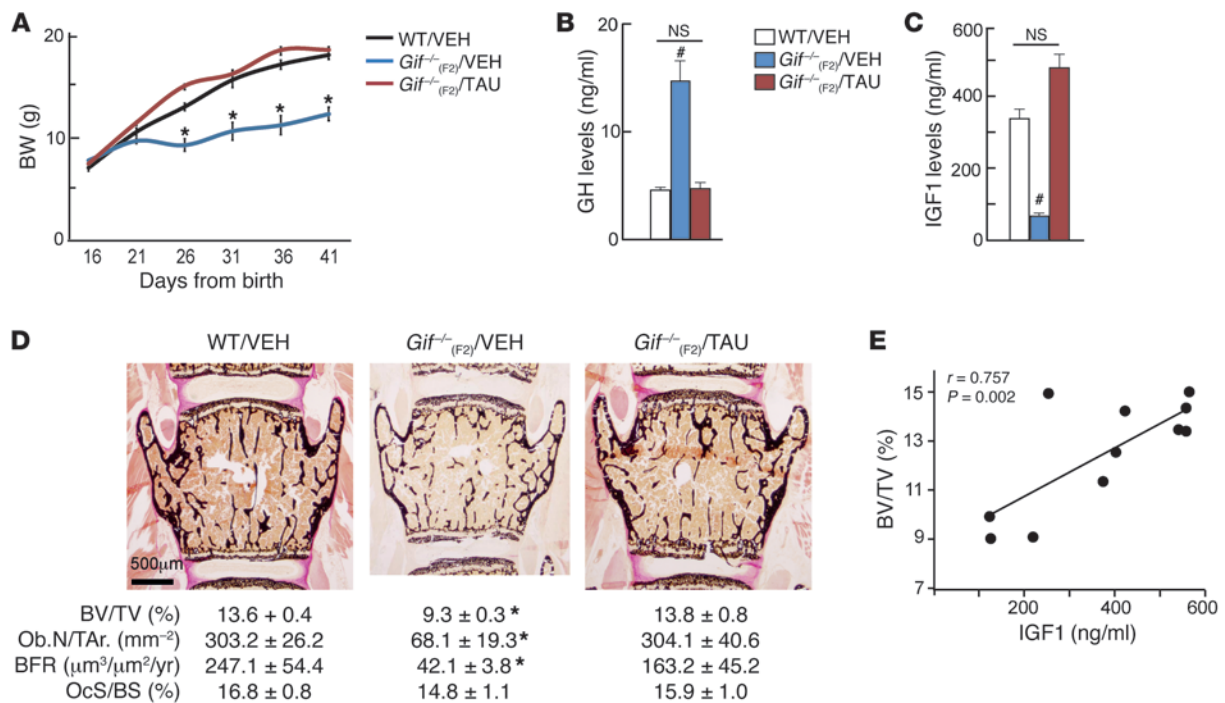 A
20
10
0
BW (g)
16 21 26 31 36 41
Days from birth
* * * *
WT/VEH
Gif⁻/⁻(F2)/VEH
Gif⁻/⁻(F2)/TAU
B
20
10
0
GH levels (ng/ml)
NS
#
WT/VEH
Gif⁻/⁻(F2)/VEH
Gif⁻/⁻(F2)/TAU
C
600
400
200
0
IGF1 levels (ng/ml)
NS
#
D
WT/VEH Gif⁻/⁻(F2)/VEH Gif⁻/⁻(F2)/TAU
500µm
BV/TV (%) 13.6 + 0.4 9.3 ± 0.3 * 13.8 ± 0.8
Ob.N/TAr. (mm⁻²) 303.2 ± 26.2 68.1 ± 19.3 * 304.1 ± 40.6
BFR (µm³/µm²/yr) 247.1 ± 54.4 42.1 ± 3.8 * 163.2 ± 45.2
OcS/BS (%) 16.8 ± 0.8 14.8 ± 1.1 15.9 ± 1.0
E
r = 0.757
P = 0.002
15
13
11
9
7
BV/TV (%)
200 400 600
IGF1 (ng/ml)